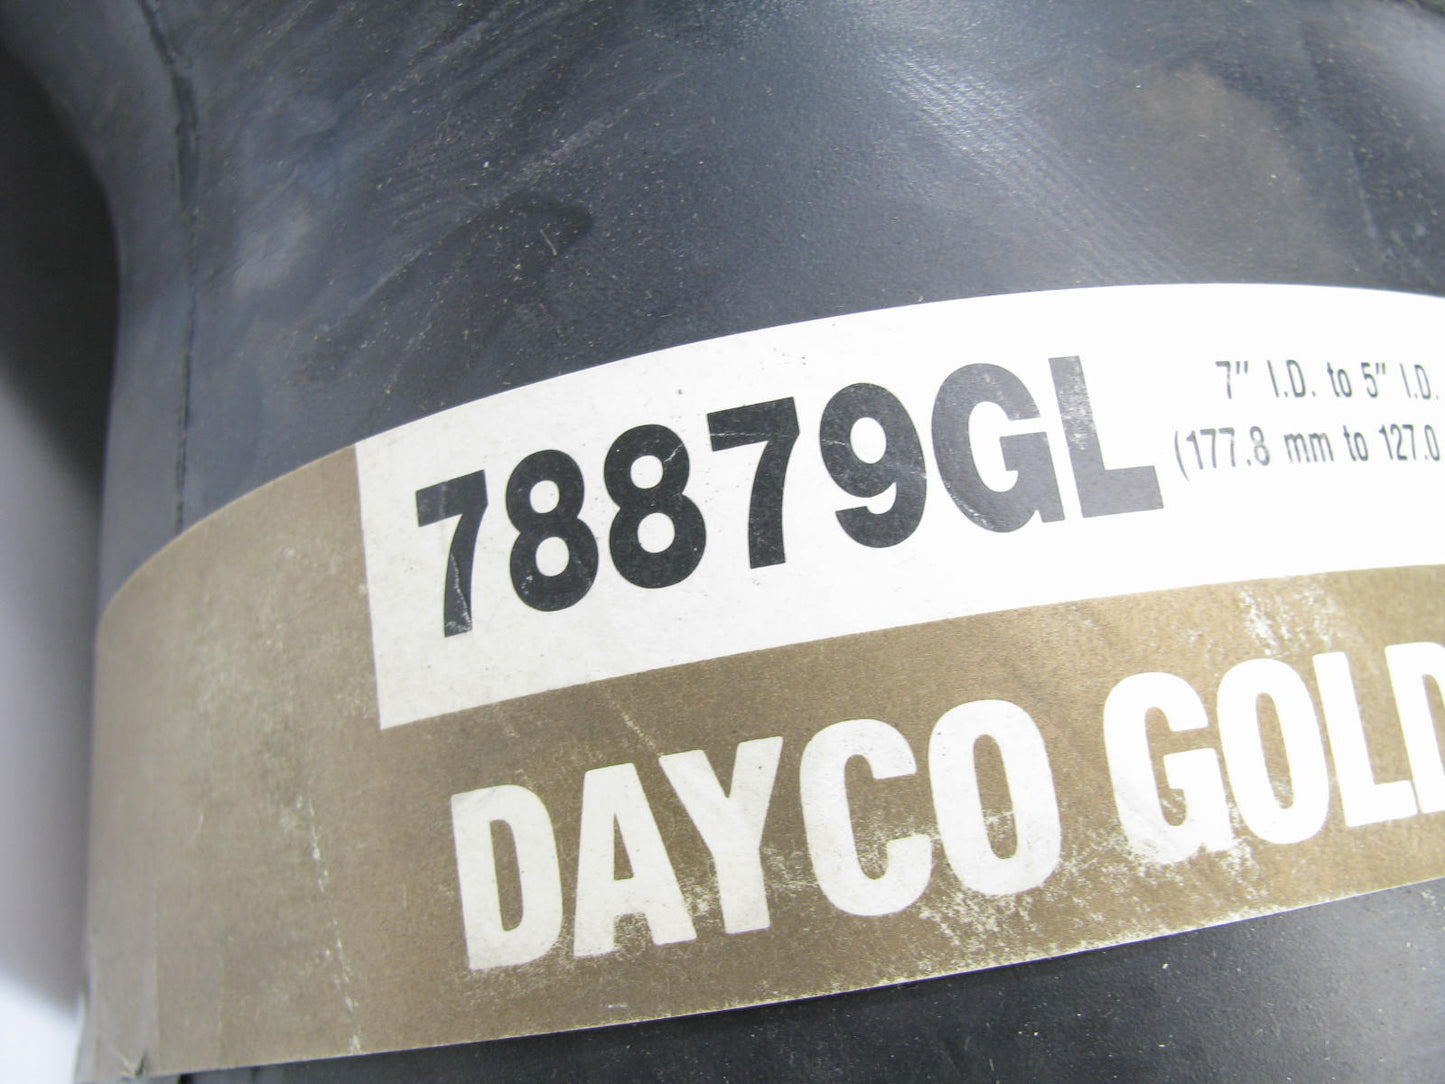 78879GL
7" I.D. to 5" I.D.
(177.8 mm to 127.0
DAYCO GOLD